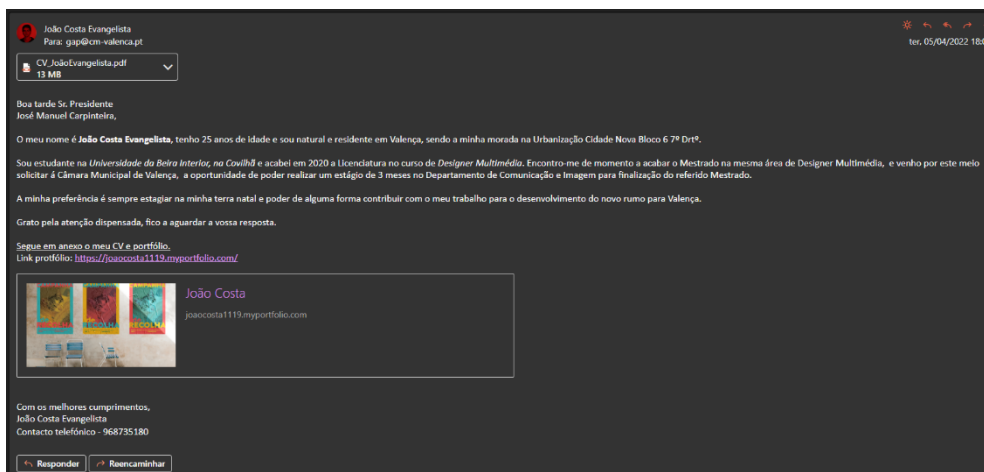 João Costa Evangelista
Para: gap@cm-valenca.pt
ter, 05/04/2022 18:0
CV_JoãoEvangelista.pdf
13 MB
Boa tarde Sr. Presidente
José Manuel Carpinteira,
O meu nome é João Costa Evangelista, tenho 25 anos de idade e sou natural e residente em Valença, sendo a minha morada na Urbanização Cidade Nova Bloco 6 7º Drtº.
Sou estudante na Universidade da Beira Interior, na Covilhã e acabei em 2020 a Licenciatura no curso de Designer Multimédia. Encontro-me de momento a acabar o Mestrado na mesma área de Designer Multimédia, e venho por este meio
solicitar á Câmara Municipal de Valença, a oportunidade de poder realizar um estágio de 3 meses no Departamento de Comunicação e Imagem para finalização do referido Mestrado.
A minha preferência é sempre estagiar na minha terra natal e poder de alguma forma contribuir com o meu trabalho para o desenvolvimento do novo rumo para Valença.
Grato pela atenção dispensada, fico a aguardar a vossa resposta.
Segue em anexo o meu CV e portfólio.
Link protfólio: https://joaocosta1119.myportfolio.com/
João Costa
joaocosta1119.myportfolio.com
RECOLHA
Com os melhores cumprimentos,
João Costa Evangelista
Contacto telefónico - 968735180
Responder
Reencaminhar